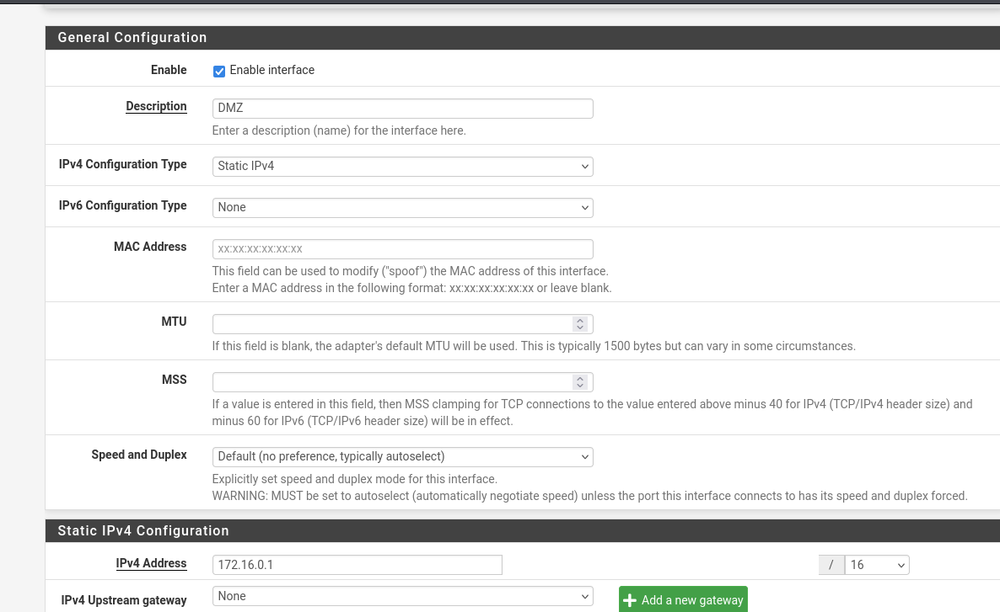 General Configuration
Enable
Enable interface
Description
DMZ
Enter a description (name) for the interface here.
IPv4 Configuration Type
Static IPv4
IPv6 Configuration Type
None
MAC Address
xx:xx:xx:xx:xx:xx
This field can be used to modify ("spoof") the MAC address of this interface.
Enter a MAC address in the following format: xx:xx:xx:xx:xx:xx or leave blank.
MTU
If this field is blank, the adapter's default MTU will be used. This is typically 1500 bytes but can vary in some circumstances.
MSS
If a value is entered in this field, then MSS clamping for TCP connections to the value entered above minus 40 for IPv4 (TCP/IPv4 header size) and
minus 60 for IPv6 (TCP/IPv6 header size) will be in effect.
Speed and Duplex
Default (no preference, typically autoselect)
Explicitly set speed and duplex mode for this interface.
WARNING: MUST be set to autoselect (automatically negotiate speed) unless the port this interface connects to has its speed and duplex forced.
Static IPv4 Configuration
IPv4 Address
172.16.0.1
/ 16
IPv4 Upstream gateway
None
Add a new gateway